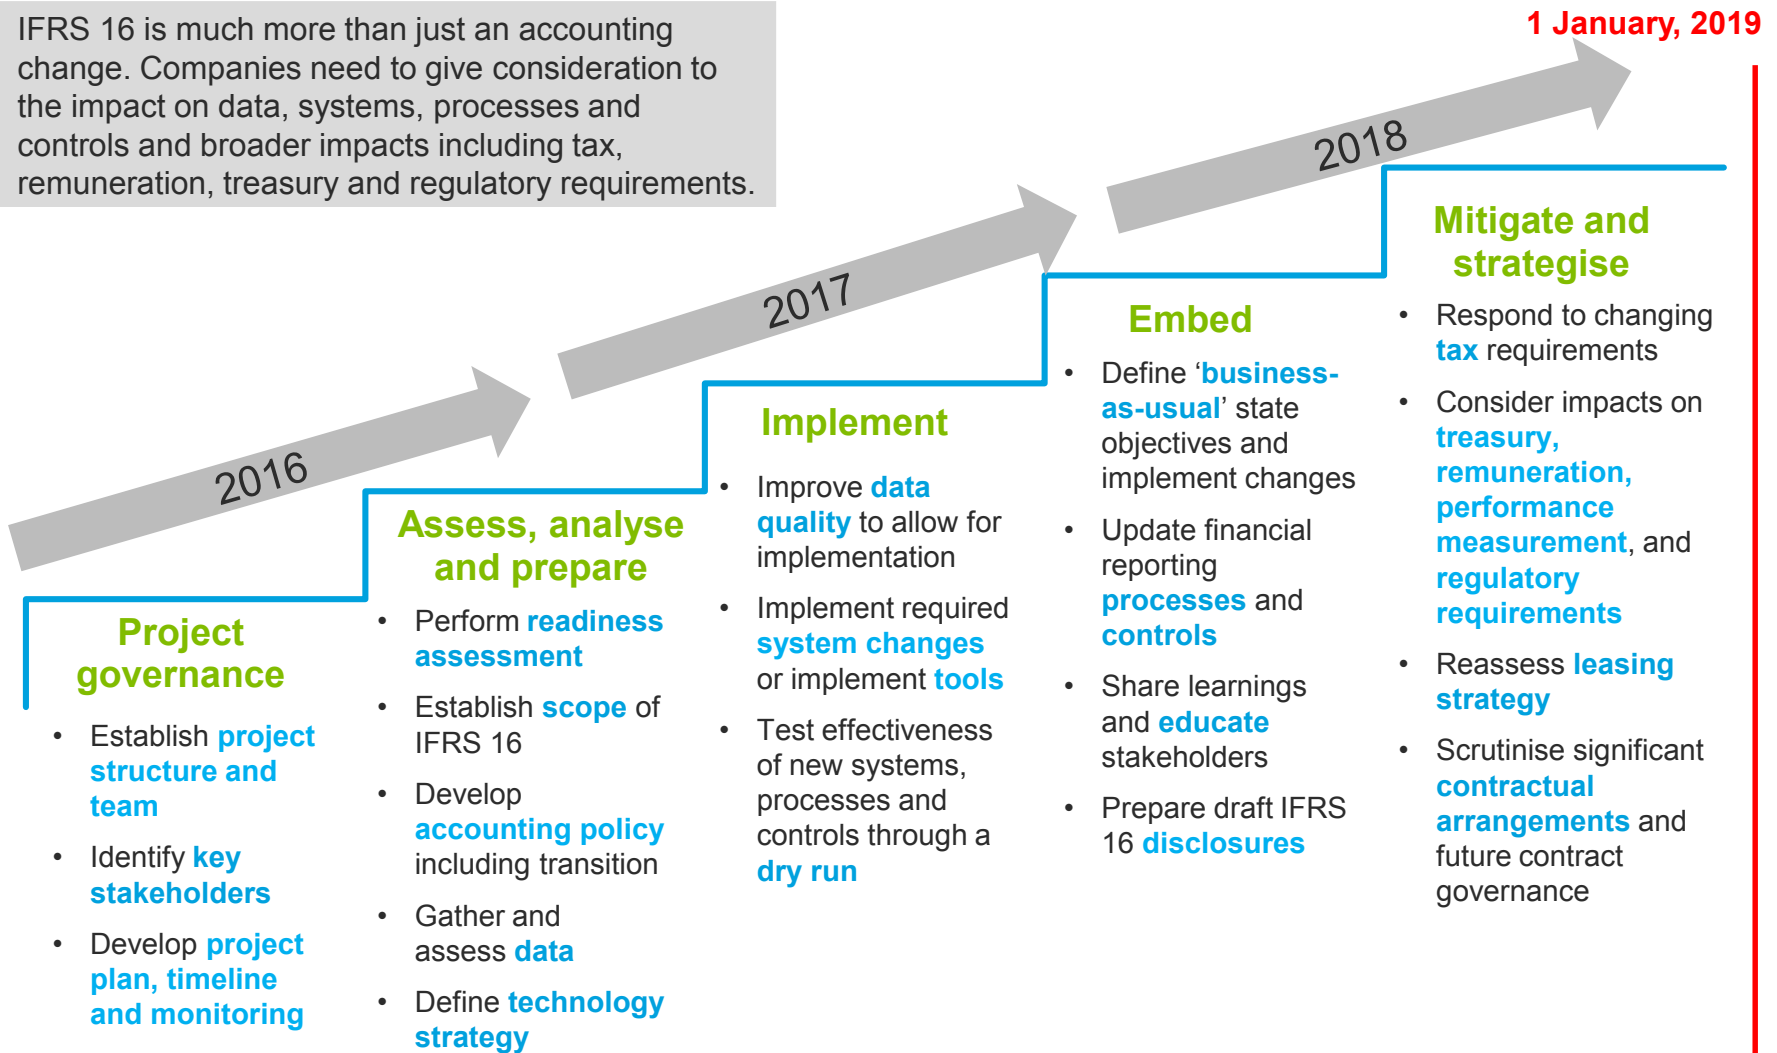 IFRS 16 is much more than just an accounting
change. Companies need to give consideration to
the impact on data, systems, processes and
controls and broader impacts including tax,
remuneration, treasury and regulatory requirements.
1 January, 2019
2016
2017
2018
Project
governance
• Establish project
structure and
team
• Identify key
stakeholders
• Develop project
plan, timeline
and monitoring
Assess, analyse
and prepare
• Perform readiness
assessment
• Establish scope of
IFRS 16
• Develop
accounting policy
including transition
• Gather and
assess data
• Define technology
strategy
Implement
• Improve data
quality to allow for
implementation
• Implement required
system changes
or implement tools
• Test effectiveness
of new systems,
processes and
controls through a
dry run
Embed
• Define ‘business-
as-usual’ state
objectives and
implement changes
• Update financial
reporting
processes and
controls
• Share learnings
and educate
stakeholders
• Prepare draft IFRS
16 disclosures
Mitigate and
strategise
• Respond to changing
tax requirements
• Consider impacts on
treasury,
remuneration,
performance
measurement, and
regulatory
requirements
• Reassess leasing
strategy
• Scrutinise significant
contractual
arrangements and
future contract
governance